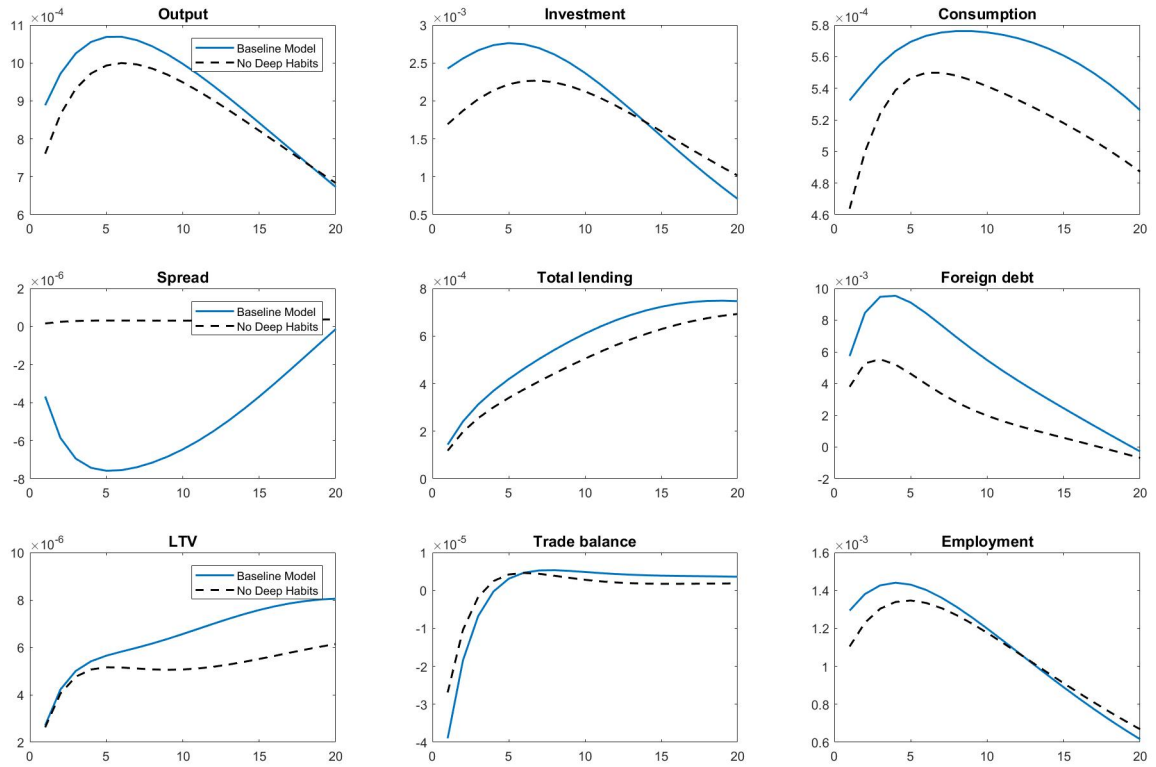 Output
×10⁻⁴
11
10
9
8
7
6
0 5 10 15 20
Baseline Model
No Deep Habits
Investment
×10⁻³
3
2.5
2
1.5
1
0.5
0 5 10 15 20
Consumption
×10⁻⁴
5.8
5.6
5.4
5.2
5
4.8
4.6
0 5 10 15 20
Spread
×10⁻⁶
2
0
-2
-4
-6
-8
0 5 10 15 20
Baseline Model
No Deep Habits
Total lending
×10⁻⁴
8
6
4
2
0
0 5 10 15 20
Foreign debt
×10⁻³
10
8
6
4
2
0
-2
0 5 10 15 20
LTV
×10⁻⁶
10
8
6
4
2
0 5 10 15 20
Baseline Model
No Deep Habits
Trade balance
×10⁻⁵
1
0
-1
-2
-3
-4
0 5 10 15 20
Employment
×10⁻³
1.6
1.4
1.2
1
0.8
0.6
0 5 10 15 20